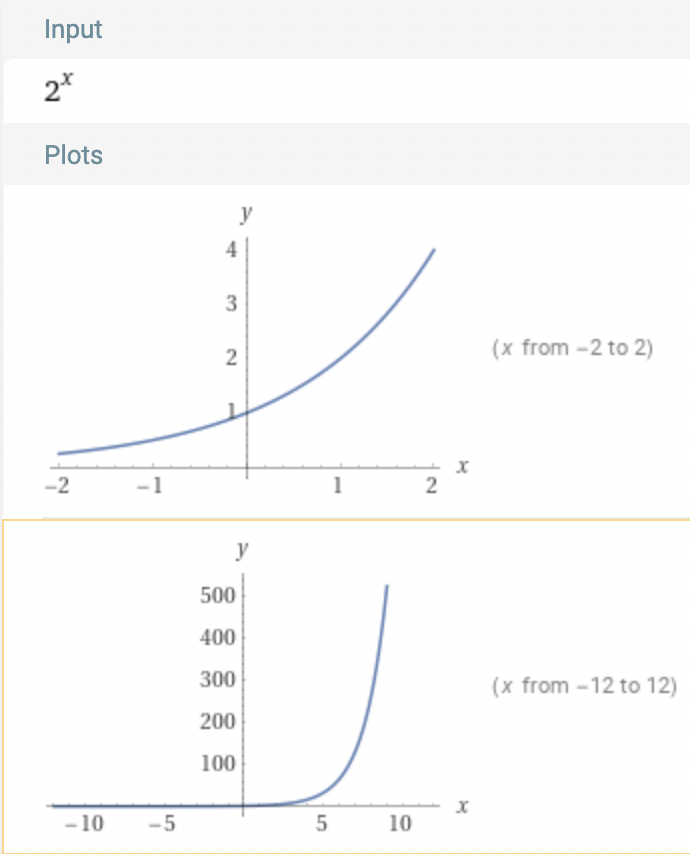 Input
2^x
Plots
y
4
3
2
1
(x from −2 to 2)
x
−2 −1 1 2
y
500
400
300
200
100
(x from −12 to 12)
x
−10 −5 5 10